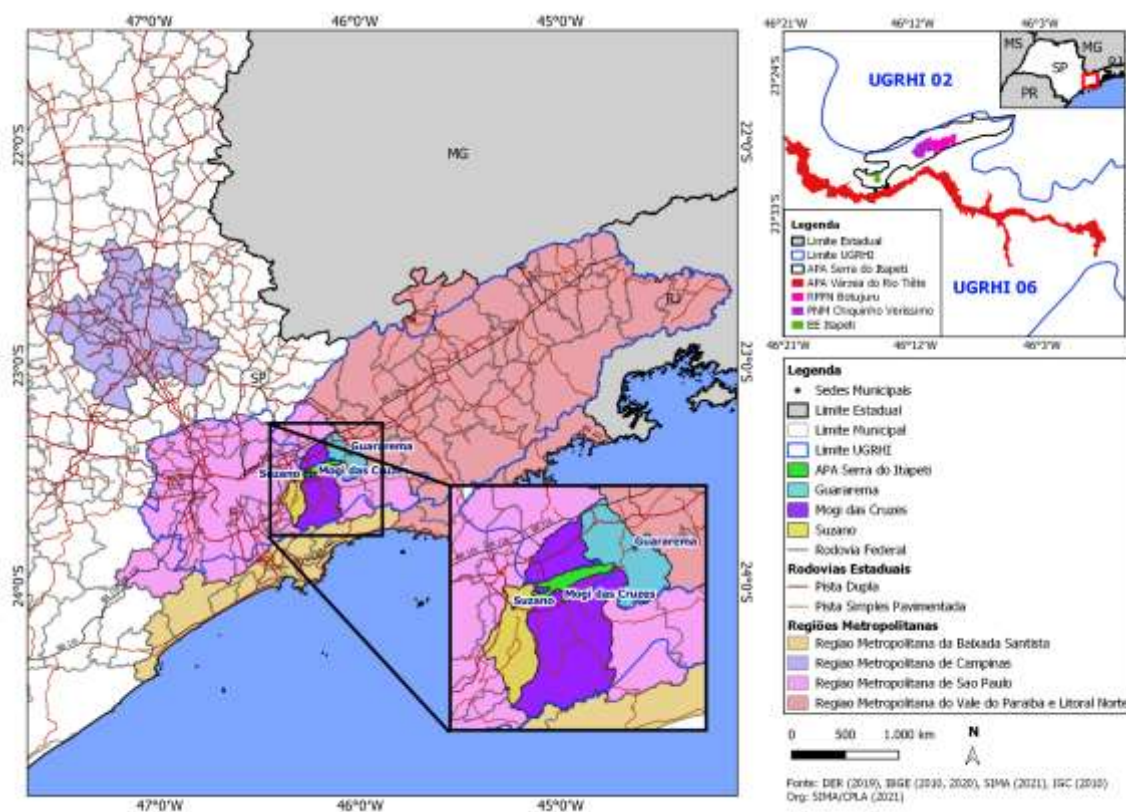 47°0'W 46°0'W 45°0'W
22°0'S
23°0'S
24°0'S
MG
SP
RJ
Guararema
Suzano
Mogi das Cruzes
Guararema
Suzano
Mogi das Cruzes
22°0'S
23°0'S
24°0'S
47°0'W 46°0'W 45°0'W
46°21'W 46°12'W 46°3'W
23°24'S
23°33'S
UGRHI 02
UGRHI 06
MS
MG
SP
RJ
PR
Legenda
Limite Estadual
Limite UGRHI
APA Serra do Itapeti
APA Várzea do Rio Tiête
RPPN Botujuru
PNM Chiquinho Veríssimo
EE Itapeti
46°21'W 46°12'W 46°3'W
Legenda
Sedes Municipais
Limite Estadual
Limite Municipal
Limite UGRHI
APA Serra do Itapeti
Guararema
Mogi das Cruzes
Suzano
Rodovia Federal
Rodovias Estaduais
Pista Dupla
Pista Simples Pavimentada
Regiões Metropolitanas
Regiao Metropolitana da Baixada Santista
Regiao Metropolitana de Campinas
Regiao Metropolitana de Sao Paulo
Regiao Metropolitana do Vale do Paraiba e Litoral Norte
0 500 1.000 km
N
Fonte: DER (2019), IBGE (2010, 2020), SIMA (2021), IGC (2010)
Org: SIMA/CPLA (2021)